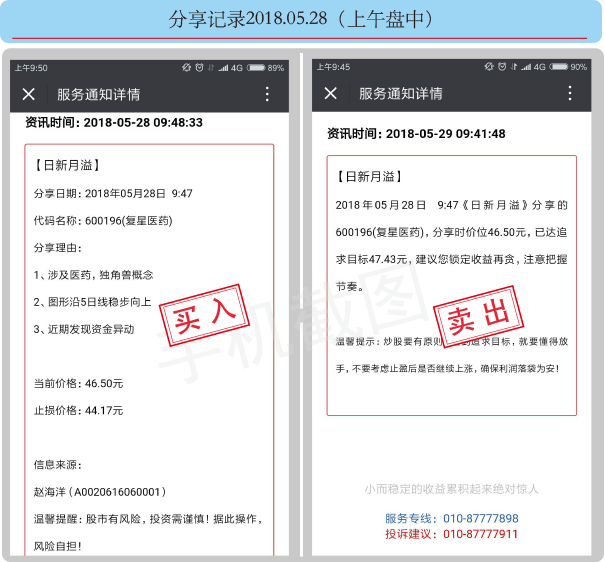 分享记录2018.05.28（上午盘中）
上午9:50
4G 89%
服务通知详情
资讯时间: 2018-05-28 09:48:33
【日新月溢】
分享日期: 2018年05月28日 9:47
代码名称: 600196(复星医药)
分享理由:
1、涉及医药，独角兽概念
2、图形沿5日线稳步向上
3、近期发现资金异动
买入
当前价格: 46.50元
止损价格: 44.17元
信息来源:
赵海洋（A0020616060001）
温馨提醒: 股市有风险，投资需谨慎！据此操作，
风险自担！
上午9:45
4G 90%
服务通知详情
资讯时间: 2018-05-29 09:41:48
【日新月溢】
2018年05月28日 9:47《日新月溢》分享的
600196(复星医药)，分享时价位46.50元，已达追
求目标47.43元，建议您锁定收益再贪，注意把握
节奏。
卖出
温馨提示: 炒股要有原则 的追求目标，就要懂得放
手，不要考虑止盈后是否继续上涨，确保利润落袋为安！
小而稳定的收益累积起来绝对惊人
服务专线: 010-87777898
投诉建议: 010-87777911
手机截图